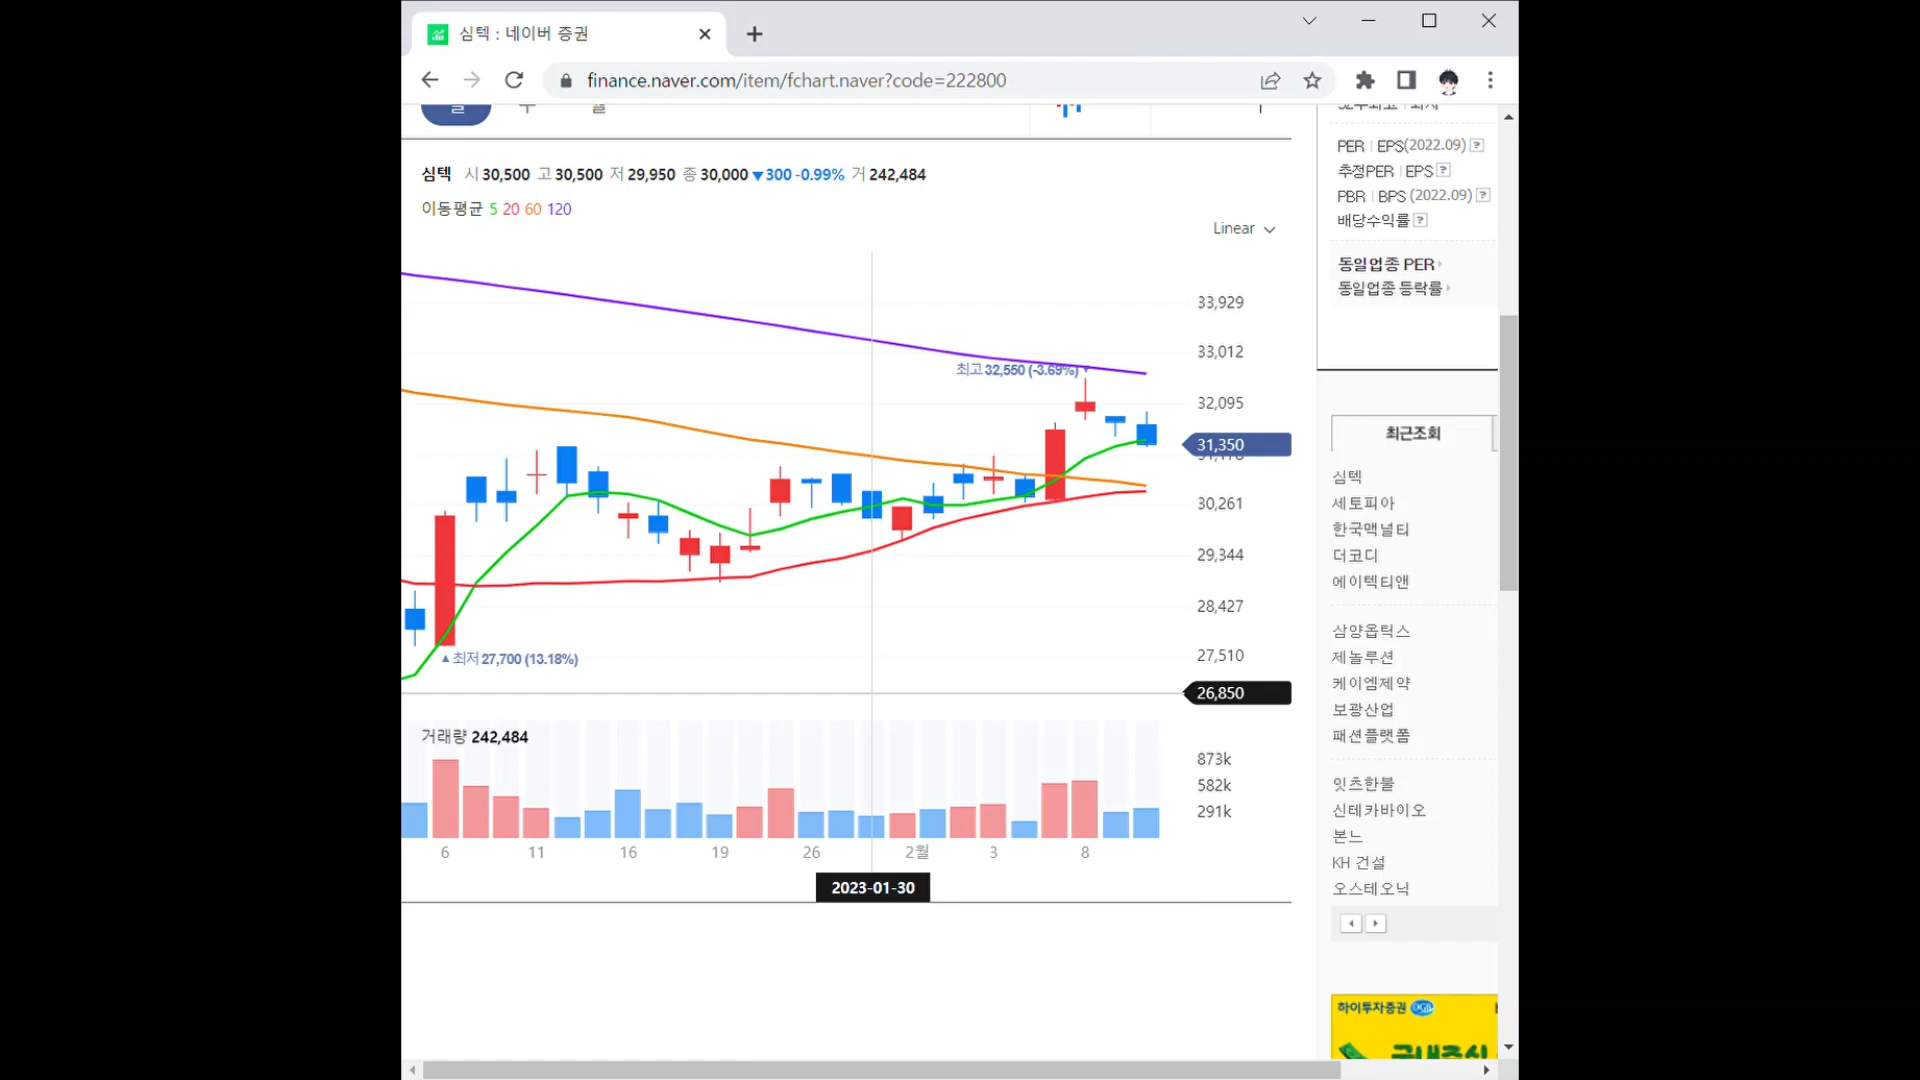 심텍 : 네이버 증권
finance.naver.com/item/fchart.naver?code=222800
심텍 시 30,500 고 30,500 저 29,950 종 30,000 ▼300 -0.99% 거 242,484
이동평균 5 20 60 120
Linear
33,929
33,012
최고 32,550 (-3.69%)
32,095
31,350
30,261
29,344
28,427
▲최저 27,700 (13.18%)
27,510
26,850
거래량 242,484
873k
582k
291k
6 11 16 19 26 2월 3 8
2023-01-30
PER | EPS(2022.09) ?
추정PER | EPS ?
PBR | BPS (2022.09) ?
배당수익률 ?
동일업종 PER
동일업종 등락률
최근조회
심텍
세토피아
한국맥널티
더코디
에이텍티앤
삼양옵틱스
제놀루션
케이엠제약
보광산업
패션플랫폼
잇츠한불
신테카바이오
본느
KH 건설
오스테오닉
하이투자증권 DGB